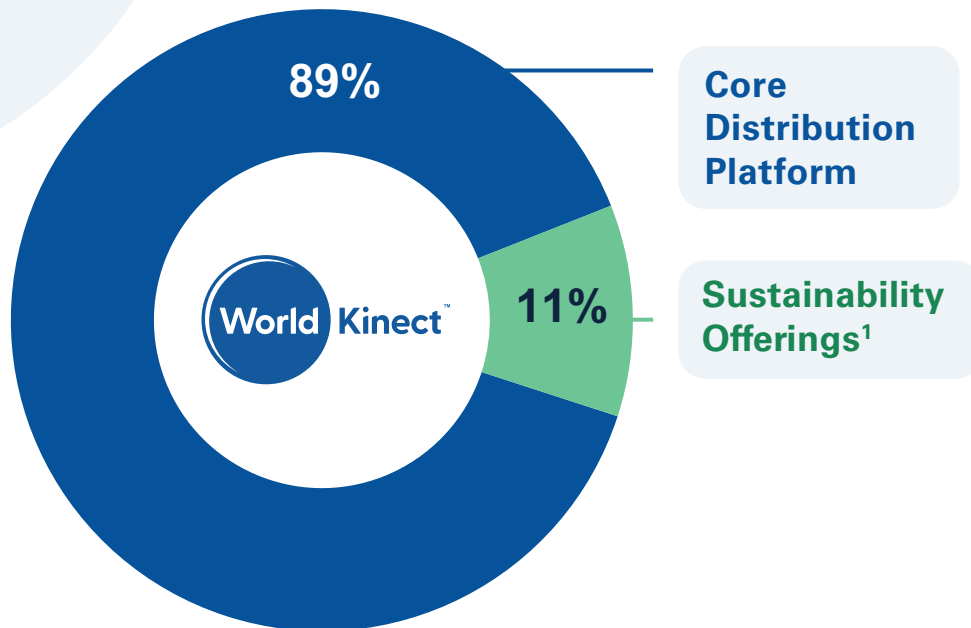 89%
Core
Distribution
Platform
11%
Sustainability
Offerings¹
World Kinect™